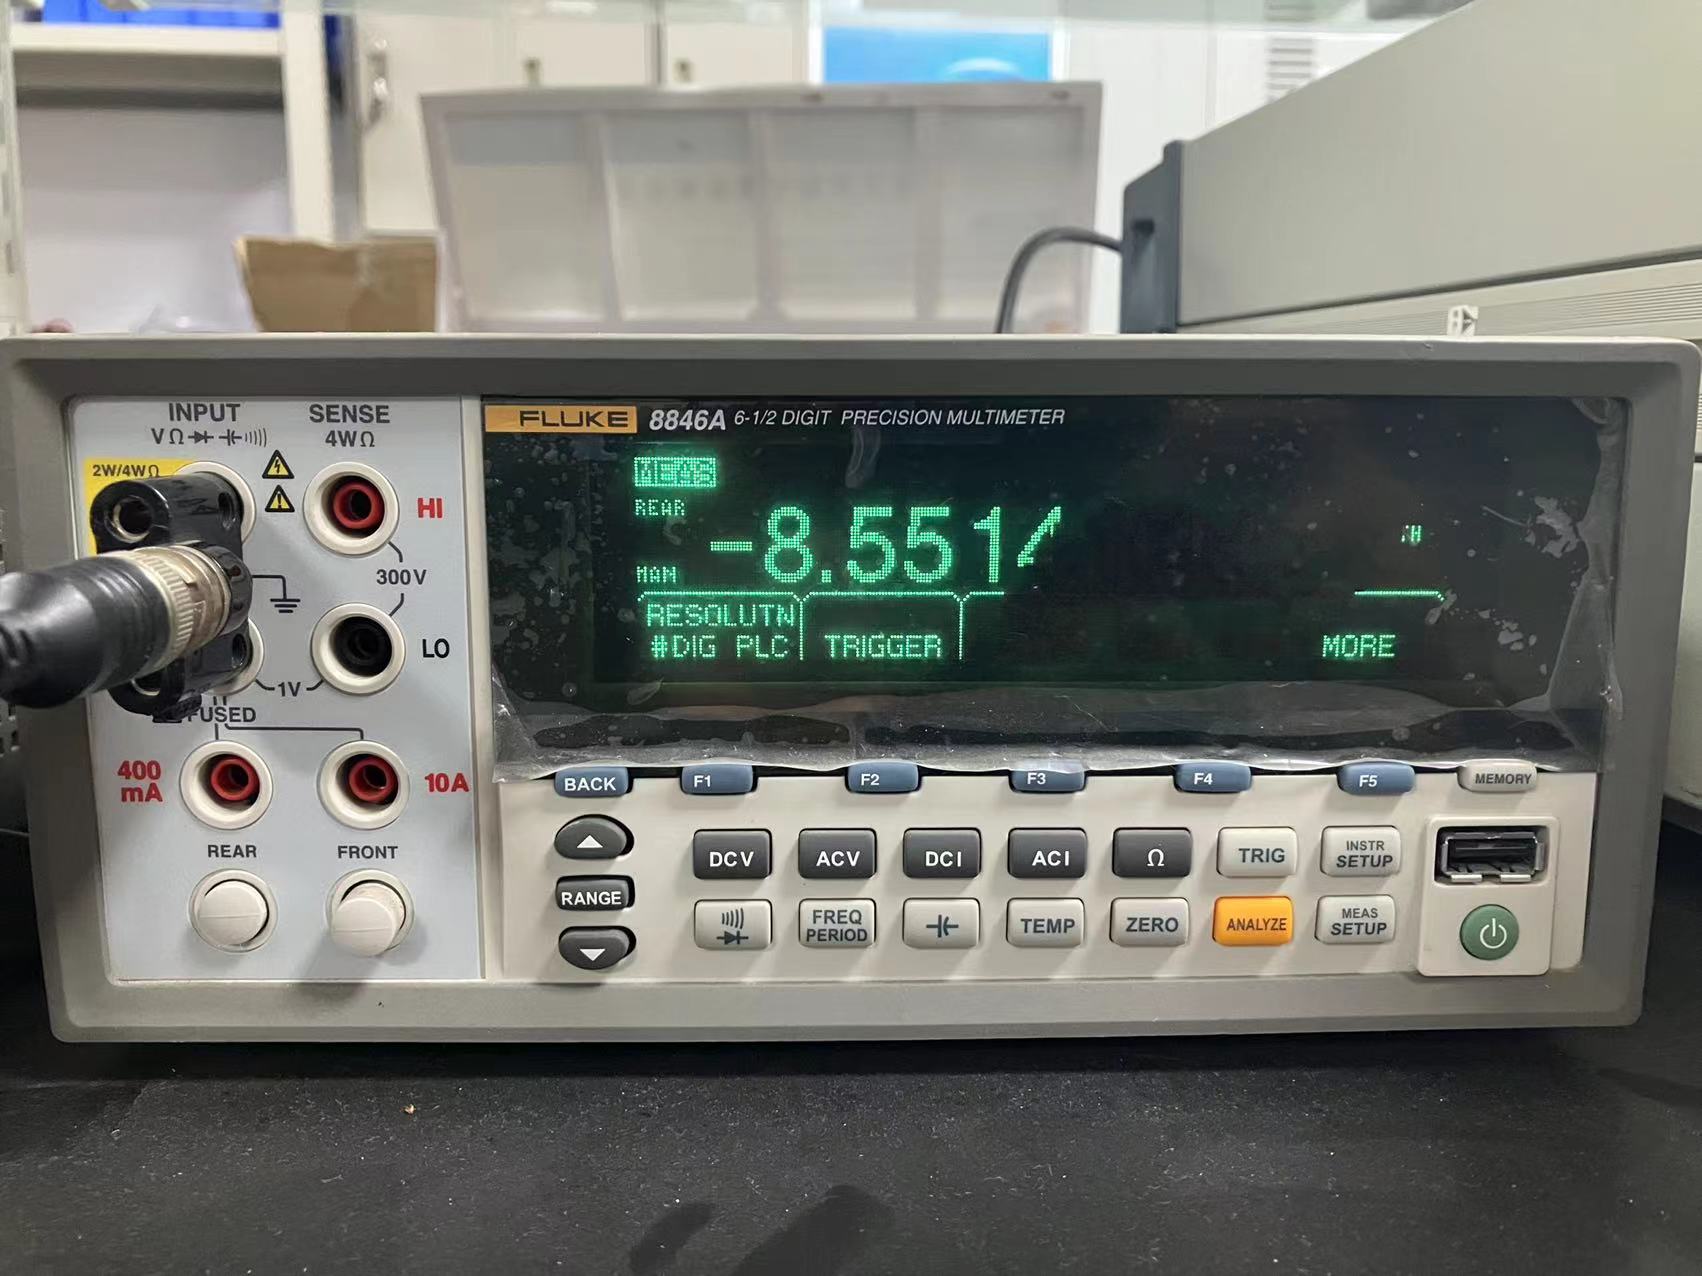 INPUT
VΩ
SENSE
4WΩ
2W/4WΩ
HI
300V
LO
1V
FUSED
400
mA
10A
REAR
FRONT
FLUKE 8846A 6-1/2 DIGIT PRECISION MULTIMETER
REAR
-8.551
MAN
RESOLUTN
#DIG PLC
TRIGGER
MORE
BACK
F1
F2
F3
F4
F5
MEMORY
DCV
ACV
DCI
ACI
Ω
TRIG
INSTR
SETUP
RANGE
FREQ
PERIOD
TEMP
ZERO
ANALYZE
MEAS
SETUP